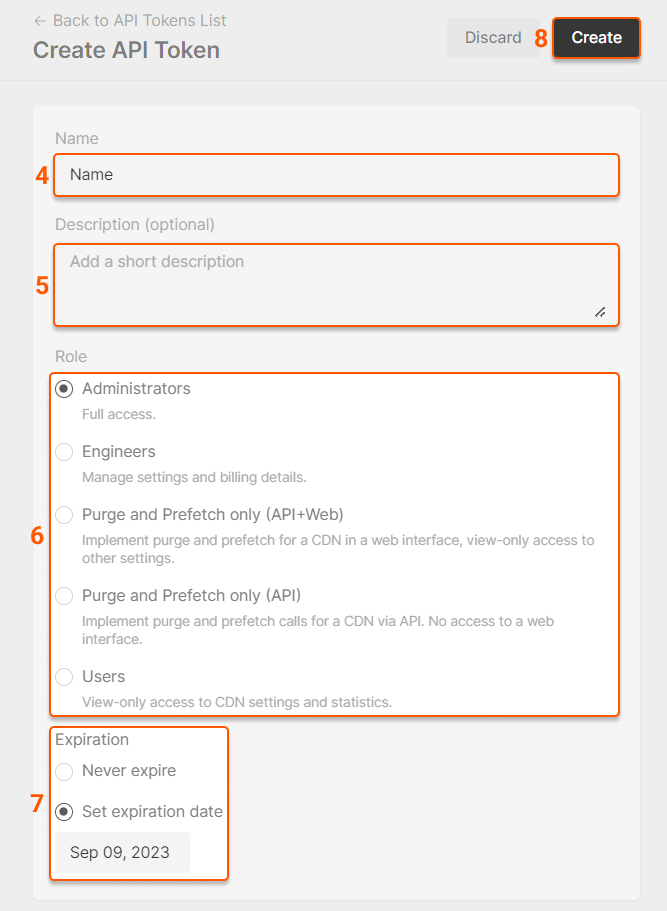 ← Back to API Tokens List
Create API Token
Discard
8 Create
Name
4 Name
Description (optional)
5 Add a short description
Role
Administrators
Full access.
Engineers
Manage settings and billing details.
Purge and Prefetch only (API+Web)
6 Implement purge and prefetch for a CDN in a web interface, view-only access to
other settings.
Purge and Prefetch only (API)
Implement purge and prefetch calls for a CDN via API. No access to a web
interface.
Users
View-only access to CDN settings and statistics.
Expiration
Never expire
7 Set expiration date
Sep 09, 2023